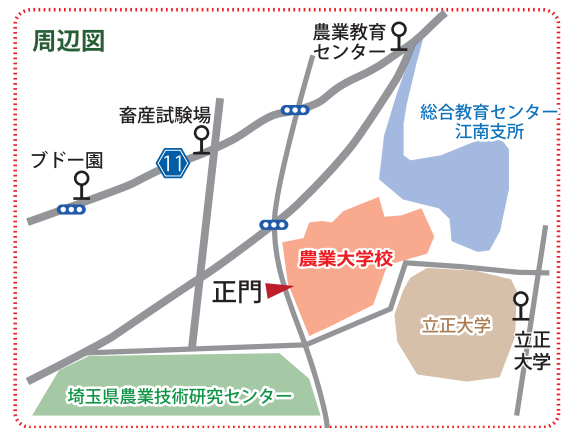 周辺図
農業教育
センター
畜産試験場
総合教育センター
江南支所
ブドー園
11
農業大学校
正門
立正大学
立正
大学
埼玉県農業技術研究センター